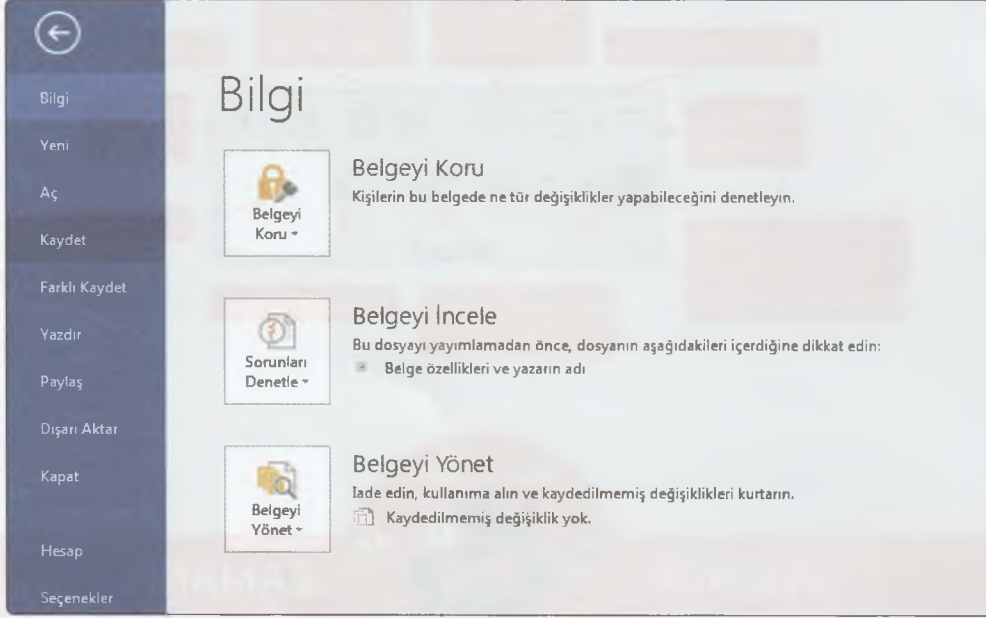 Bilgi
Yeni
Aç
Kaydet
Farklı Kaydet
Yazdır
Paylaş
Dışarı Aktar
Kapat
Hesap
Seçenekler
Bilgi
Belgeyi
Koru
Belgeyi Koru
Kişilerin bu belgede ne tür değişiklikler yapabileceğini denetleyin.
Sorunları
Denetle
Belgeyi İncele
Bu dosyayı yayımlamadan önce, dosyanın aşağıdakileri içerdiğine dikkat edin:
Belge özellikleri ve yazarın adı
Belgeyi
Yönet
Belgeyi Yönet
İade edin, kullanıma alın ve kaydedilmemiş değişiklikleri kurtarın.
Kaydedilmemiş değişiklik yok.